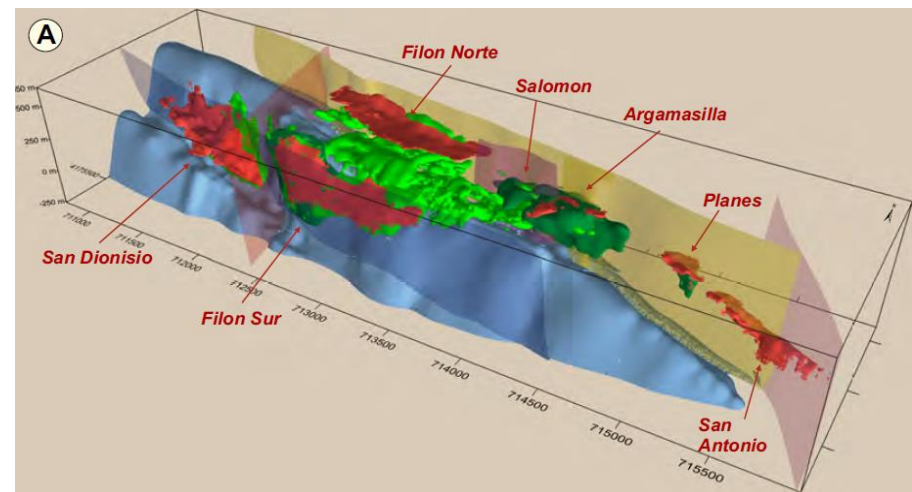 A
Filon Norte
Salomon
Argamasilla
Planes
San Dionisio
Filon Sur
San
Antonio
500 m
250 m
0 m
-250 m
4175500
711000
711500
712000
712500
713000
713500
714000
714500
715000
715500